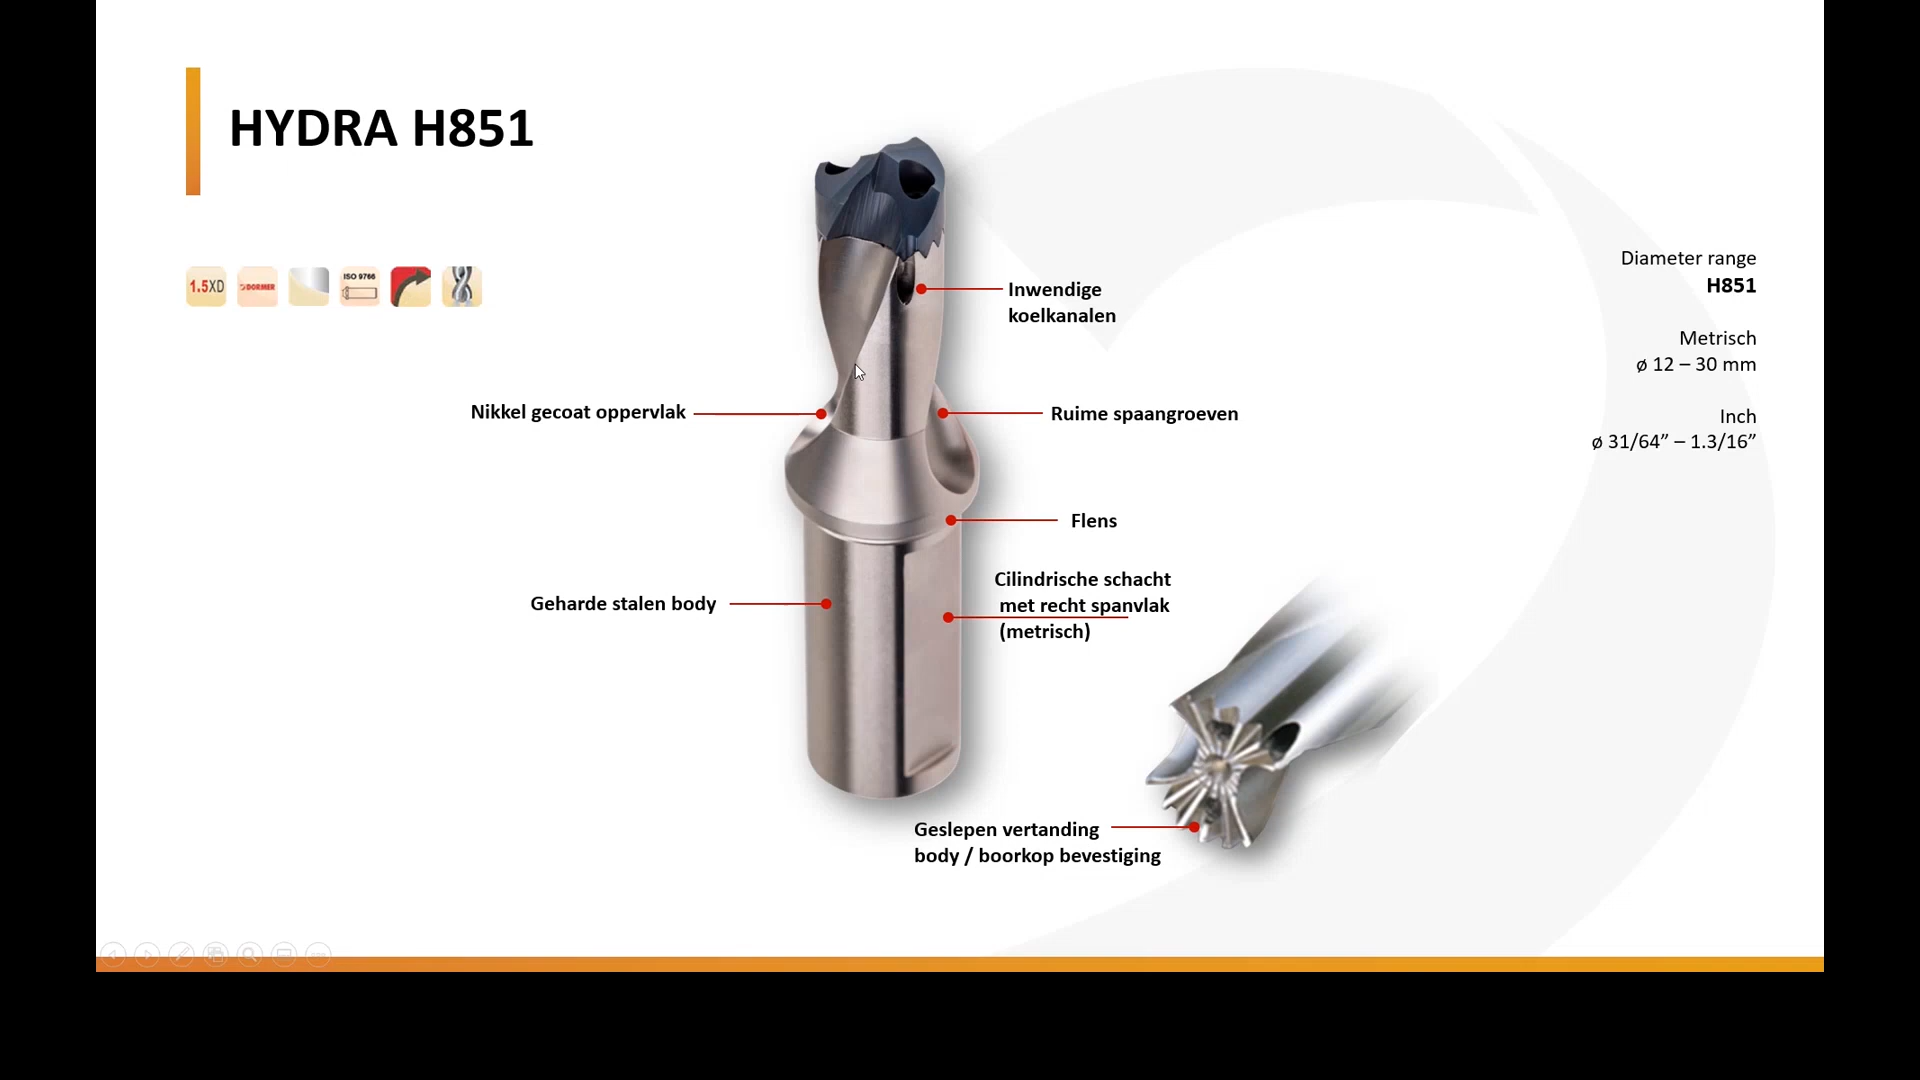 HYDRA H851
1.5XD
DORMER
ISO 9766
Inwendige
koelkanalen
Nikkel gecoat oppervlak
Ruime spaangroeven
Flens
Geharde stalen body
Cilindrische schacht
met recht spanvlak
(metrisch)
Geslepen vertanding
body / boorkop bevestiging
Diameter range
H851
Metrisch
ø 12 – 30 mm
Inch
ø 31/64” – 1.3/16”